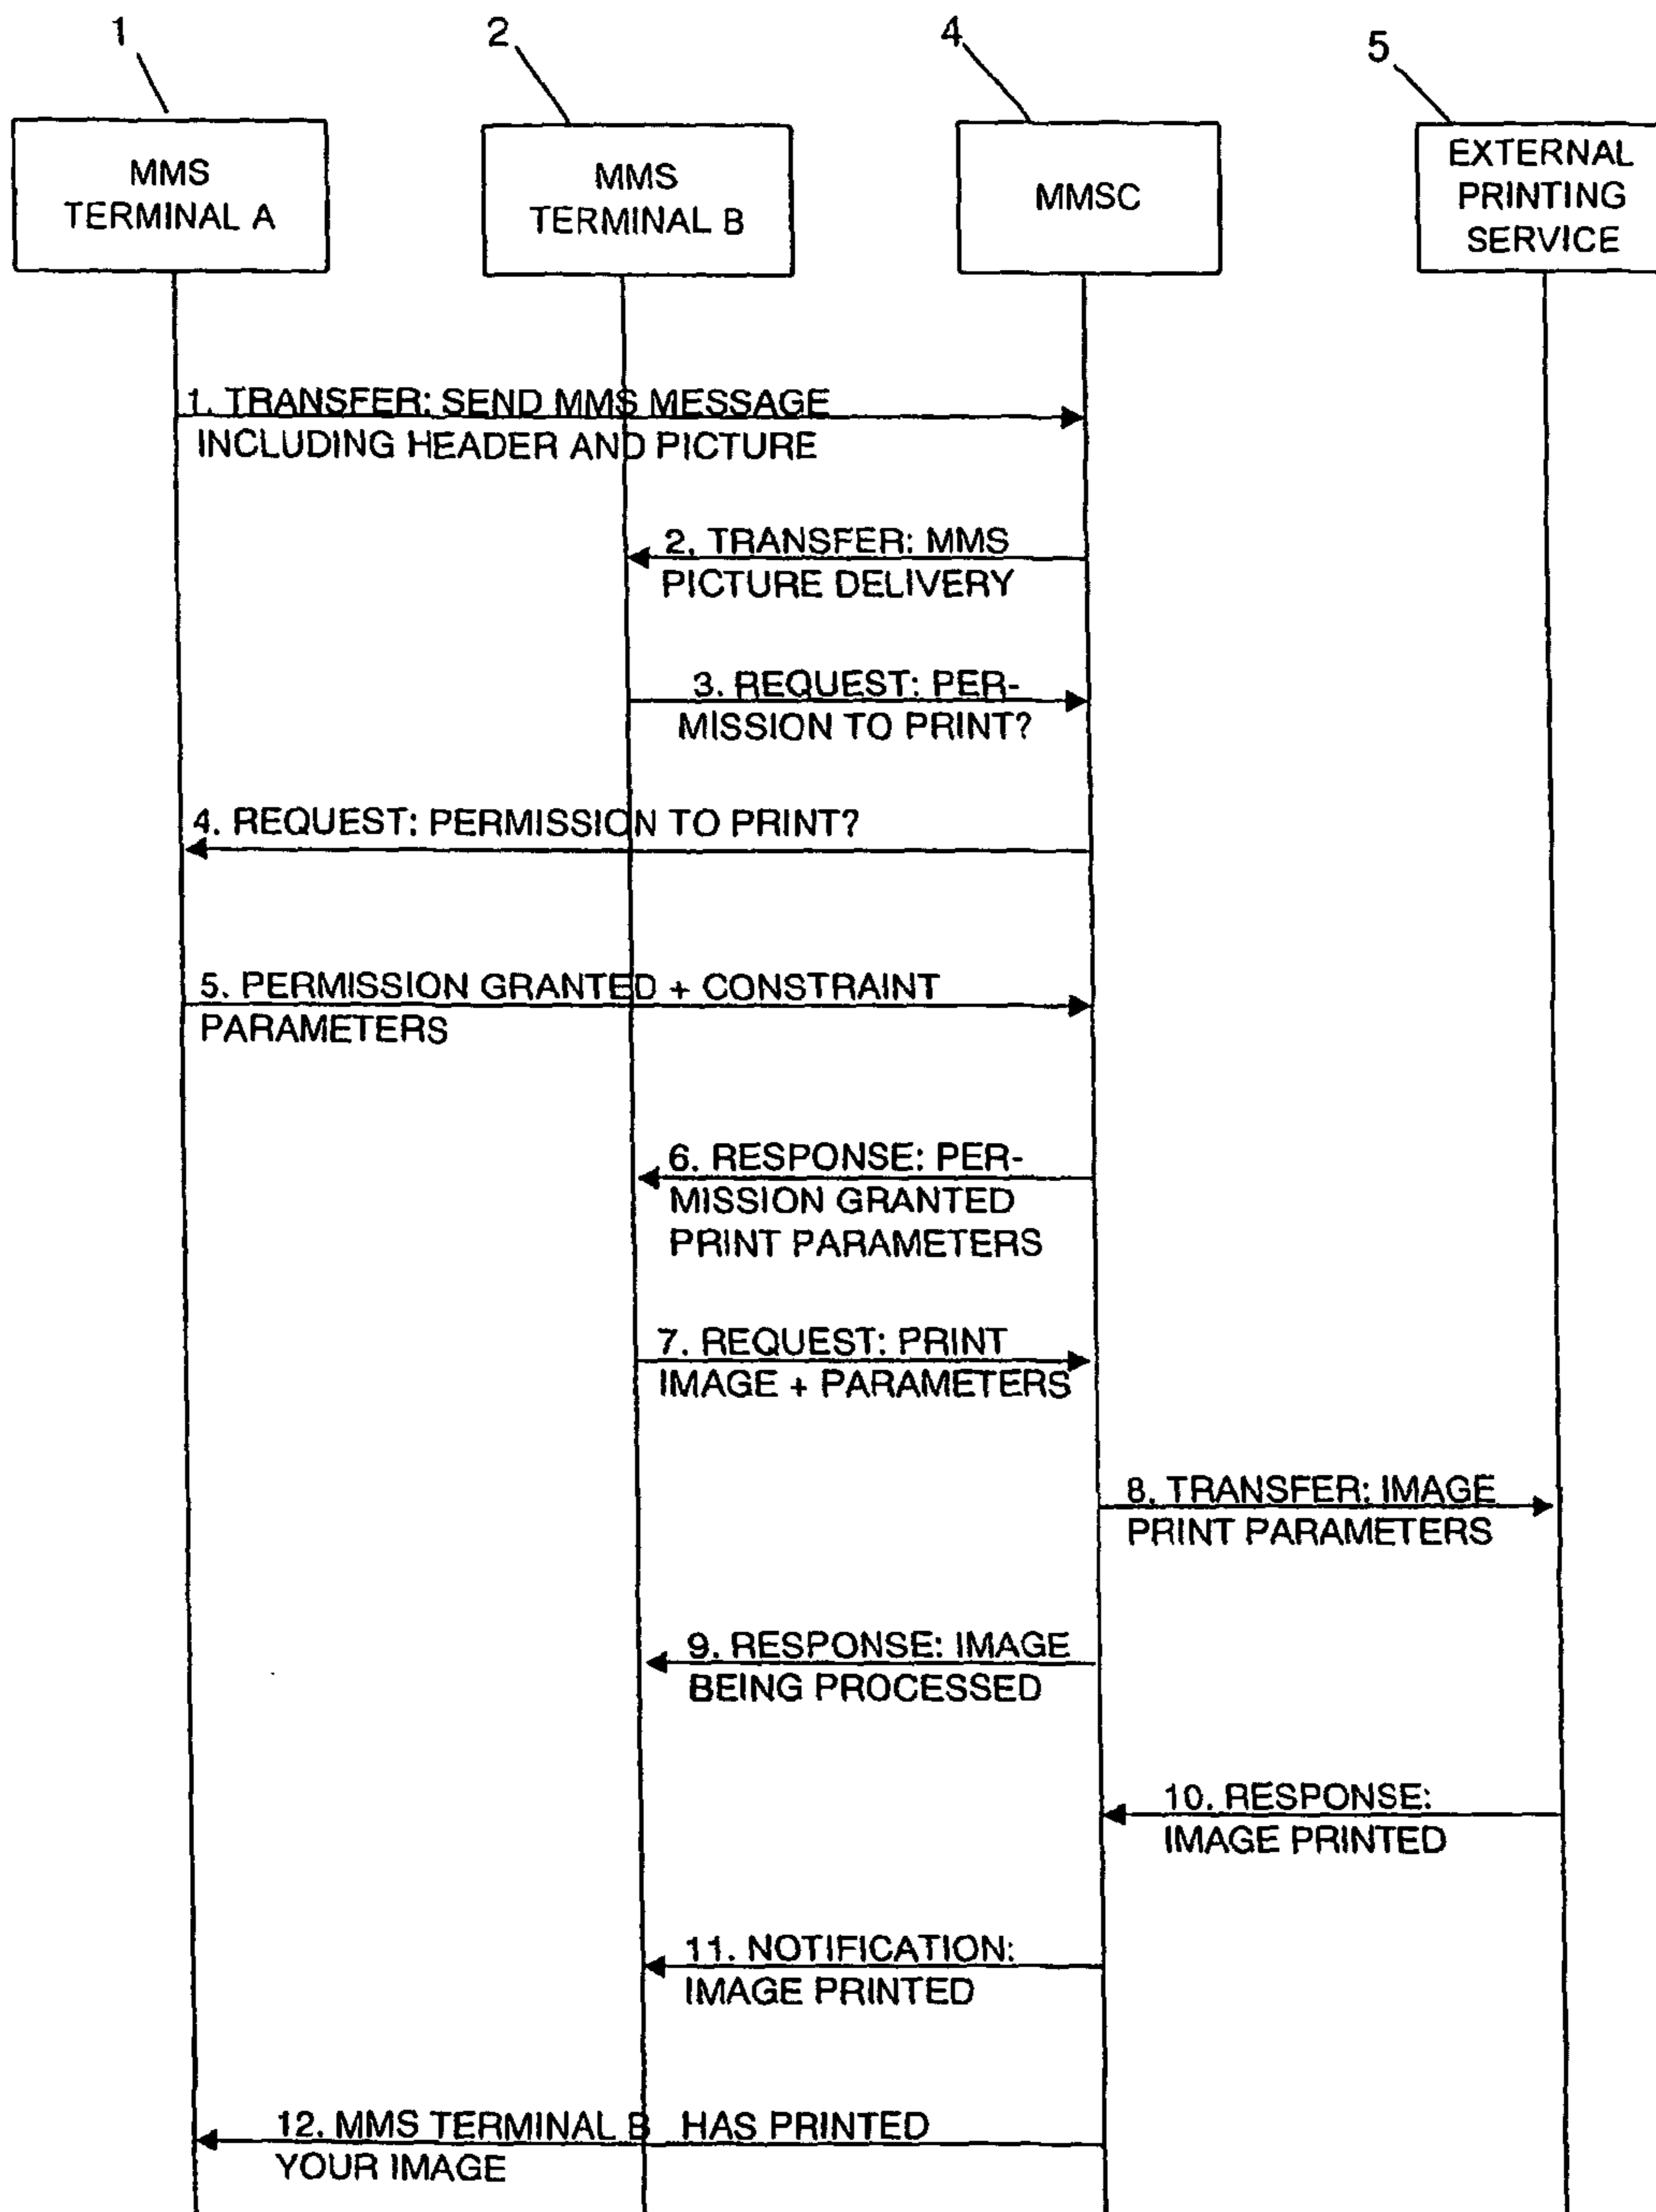 1
2
4
5
MMS
TERMINAL A
MMS
TERMINAL B
MMSC
EXTERNAL
PRINTING
SERVICE
1. TRANSFER: SEND MMS MESSAGE
INCLUDING HEADER AND PICTURE
2. TRANSFER: MMS
PICTURE DELIVERY
3. REQUEST: PER-
MISSION TO PRINT?
4. REQUEST: PERMISSION TO PRINT?
5. PERMISSION GRANTED + CONSTRAINT
PARAMETERS
6. RESPONSE: PER-
MISSION GRANTED
PRINT PARAMETERS
7. REQUEST: PRINT
IMAGE + PARAMETERS
8. TRANSFER: IMAGE
PRINT PARAMETERS
9. RESPONSE: IMAGE
BEING PROCESSED
10. RESPONSE:
IMAGE PRINTED
11. NOTIFICATION:
IMAGE PRINTED
12. MMS TERMINAL B HAS PRINTED
YOUR IMAGE